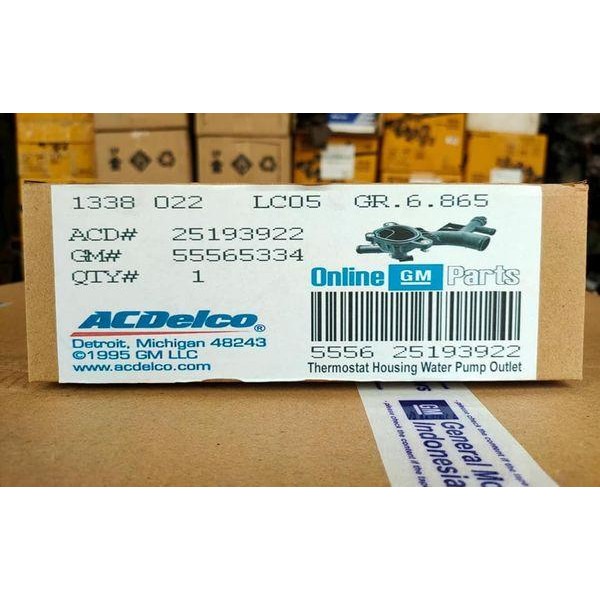 1338 022 LC05 GR.6.865
ACD# 25193922
GM# 55565334
QTY# 1
Online GM Parts
ACDelco®
Detroit, Michigan 48243
©1995 GM LLC
www.acdelco.com
5556 25193922
Thermostat Housing Water Pump Outlet
GM
General Mo
Indonesia